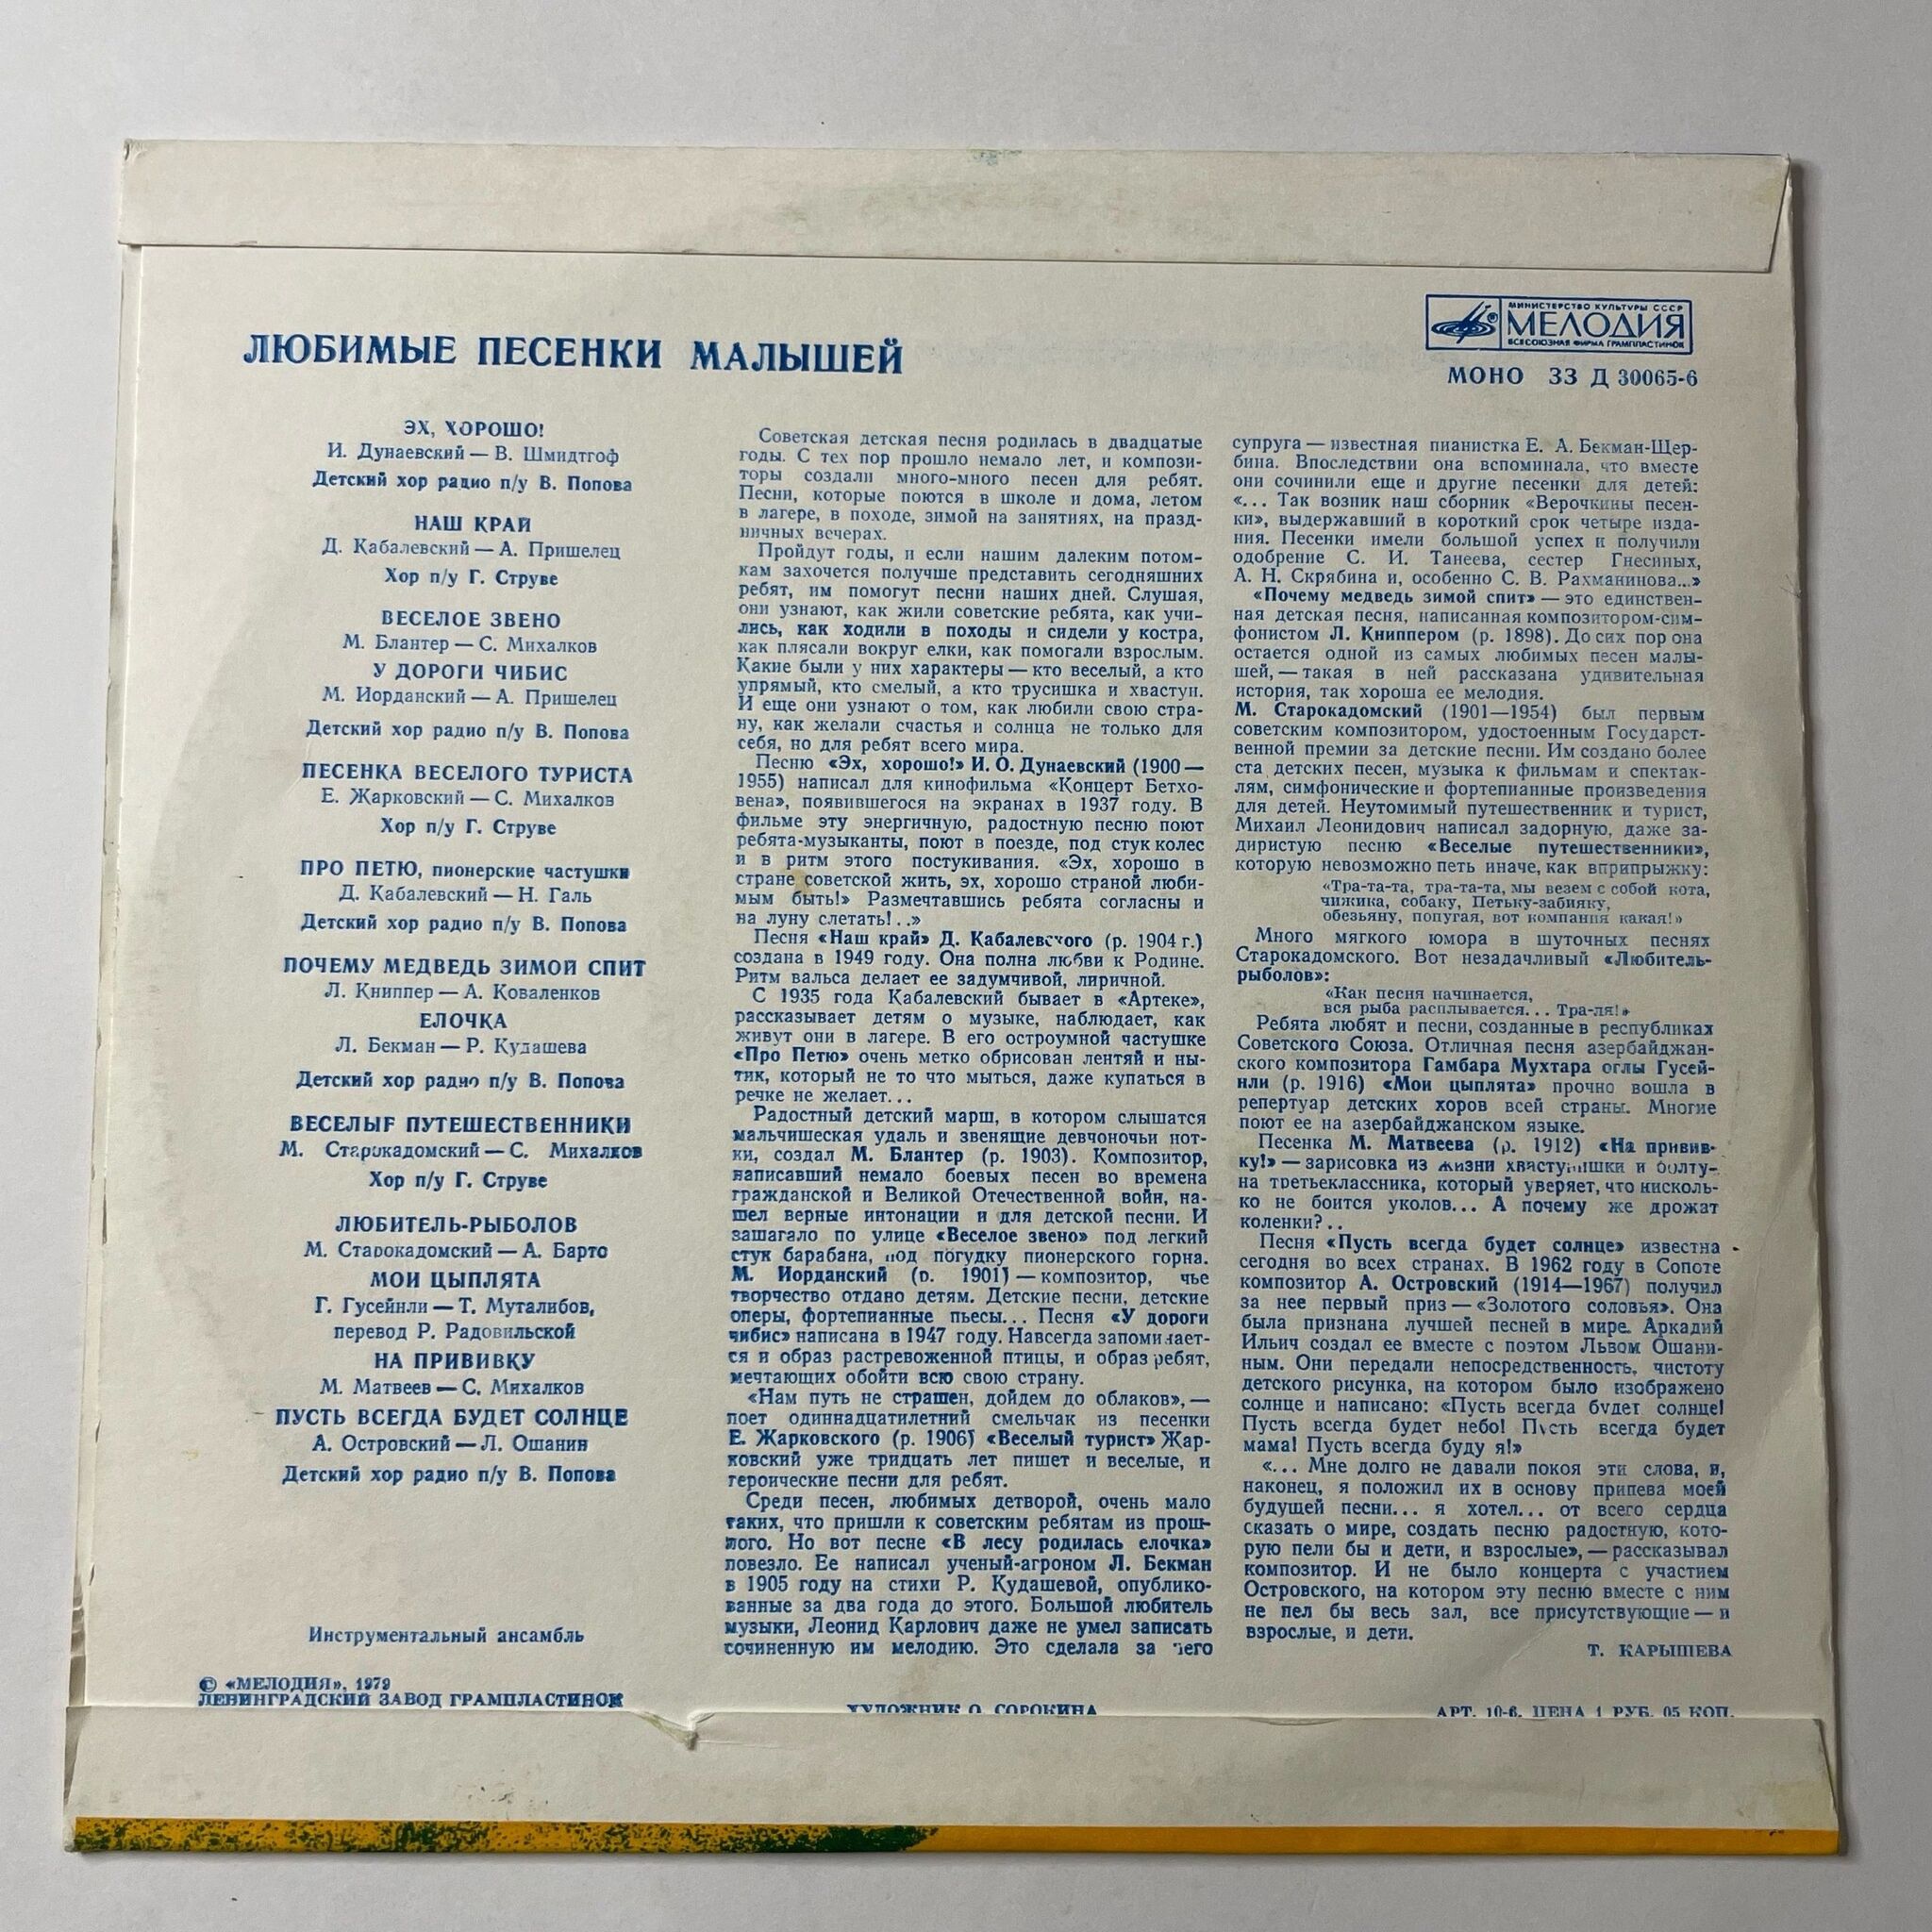 МИНИСТЕРСТВО КУЛЬТУРЫ СССР
МЕЛОДИЯ
ВСЕСОЮЗНАЯ ФИРМА ГРАМПЛАСТИНОК
МОНО 33 Д 30065-6
ЛЮБИМЫЕ ПЕСЕНКИ МАЛЫШЕЙ
ЭХ, ХОРОШО!
И. Дунаевский — В. Шмидтгоф
Детский хор радио п/у В. Попова
НАШ КРАЙ
Д. Кабалевский — А. Пришелец
Хор п/у Г. Струве
ВЕСЕЛОЕ ЗВЕНО
М. Блантер — С. Михалков
У ДОРОГИ ЧИБИС
М. Иорданский — А. Пришелец
Детский хор радио п/у В. Попова
ПЕСЕНКА ВЕСЕЛОГО ТУРИСТА
Е. Жарковский — С. Михалков
Хор п/у Г. Струве
ПРО ПЕТЮ, пионерские частушки
Д. Кабалевский — Н. Галь
Детский хор радио п/у В. Попова
ПОЧЕМУ МЕДВЕДЬ ЗИМОЙ СПИТ
Л. Книппер — А. Коваленков
ЕЛОЧКА
Л. Бекман — Р. Кудашева
Детский хор радио п/у В. Попова
ВЕСЕЛЫЕ ПУТЕШЕСТВЕННИКИ
М. Старокадомский — С. Михалков
Хор п/у Г. Струве
ЛЮБИТЕЛЬ-РЫБОЛОВ
М. Старокадомский — А. Барто
МОИ ЦЫПЛЯТА
Г. Гусейнли — Т. Муталибов,
перевод Р. Радовильской
НА ПРИВИВКУ
М. Матвеев — С. Михалков
ПУСТЬ ВСЕГДА БУДЕТ СОЛНЦЕ
А. Островский — Л. Ошанин
Детский хор радио п/у В. Попова
Инструментальный ансамбль
Советская детская песня родилась в двадцатые
годы. С тех пор прошло немало лет, и компози-
торы создали много-много песен для ребят.
Песни, которые поются в школе и дома, летом
в лагере, в походе, зимой на занятиях, на празд-
ничных вечерах.
Пройдут годы, и если нашим далеким потом-
кам захочется получше представить сегодняшних
ребят, им помогут песни наших дней. Слушая,
они узнают, как жили советские ребята, как учи-
лись, как ходили в походы и сидели у костра,
как плясали вокруг елки, как помогали взрослым.
Какие были у них характеры — кто веселый, а кто
упрямый, кто смелый, а кто трусишка и хвастун.
И еще они узнают о том, как любили свою стра-
ну, как желали счастья и солнца не только для
себя, но для ребят всего мира.
Песню «Эх, хорошо!» И. О. Дунаевский (1900—
1955) написал для кинофильма «Концерт Бетхо-
вена», появившегося на экранах в 1937 году. В
фильме эту энергичную, радостную песню поют
ребята-музыканты, поют в поезде, под стук колес
и в ритм этого постукивания. «Эх, хорошо в
стране советской жить, эх, хорошо страной люби-
мым быть!» Размечтавшись ребята согласны и
на луну слетать!..»
Песня «Наш край» Д. Кабалевского (р. 1904 г.)
создана в 1949 году. Она полна любви к Родине.
Ритм вальса делает ее задумчивой, лиричной.
С 1935 года Кабалевский бывает в «Артеке»,
рассказывает детям о музыке, наблюдает, как
живут они в лагере. В его остроумной частушке
«Про Петю» очень метко обрисован лентяй и ны-
тик, который не то что мыться, даже купаться в
речке не желает...
Радостный детский марш, в котором слышатся
мальчишеская удаль и звенящие девчоночьи нот-
ки, создал М. Блантер (р. 1903). Композитор,
написавший немало боевых песен во времена
гражданской и Великой Отечественной войн, на-
шел верные интонации и для детской песни. И
зашагало по улице «Веселое звено» под легкий
стук барабана, под погудку пионерского горна.
М. Иорданский (р. 1901) — композитор, чье
творчество отдано детям. Детские песни, детские
оперы, фортепианные пьесы... Песня «У дороги
чибис» написана в 1947 году. Навсегда запоминает-
ся и образ растревоженной птицы, и образ ребят,
мечтающих обойти всю свою страну.
«Нам путь не страшен, дойдем до облаков», —
поет одиннадцатилетний смельчак из песенки
Е. Жарковского (р. 1906) «Веселый турист» Жар-
ковский уже тридцать лет пишет и веселые, и
героические песни для ребят.
Среди песен, любимых детворой, очень мало
таких, что пришли к советским ребятам из прош-
лого. Но вот песне «В лесу родилась елочка»
повезло. Ее написал ученый-агроном Л. Бекман
в 1905 году на стихи Р. Кудашевой, опублико-
ванные за два года до этого. Большой любитель
музыки, Леонид Карлович даже не умел записать
сочиненную им мелодию. Это сделала за него
супруга — известная пианистка Е. А. Бекман-Щер-
бина. Впоследствии она вспоминала, что вместе
они сочинили еще и другие песенки для детей:
«... Так возник наш сборник «Верочкины песен-
ки», выдержавший в короткий срок четыре изда-
ния. Песенки имели большой успех и получили
одобрение С. И. Танеева, сестер Гнесиных,
А. Н. Скрябина и, особенно С. В. Рахманинова...»
«Почему медведь зимой спит» — это единствен-
ная детская песня, написанная композитором-сим-
фонистом Л. Книппером (р. 1898). До сих пор она
остается одной из самых любимых песен малы-
шей, — такая в ней рассказана удивительная
история, так хороша ее мелодия.
М. Старокадомский (1901—1954) был первым
советским композитором, удостоенным Государст-
венной премии за детские песни. Им создано более
ста детских песен, музыка к фильмам и спектак-
лям, симфонические и фортепианные произведения
для детей. Неутомимый путешественник и турист,
Михаил Леонидович написал задорную, даже за-
диристую песню «Веселые путешественники»,
которую невозможно петь иначе, как вприпрыжку:
«Тра-та-та, тра-та-та, мы везем с собой кота,
чижика, собаку, Петьку-забияку,
обезьяну, попугая, вот компания какая!»
Много мягкого юмора в шуточных песнях
Старокадомского. Вот незадачливый «Любитель-
рыболов»:
«Как песня начинается,
вся рыба расплывается... Тра-ля!»
Ребята любят и песни, созданные в республиках
Советского Союза. Отличная песня азербайджан-
ского композитора Гамбара Мухтара оглы Гусей-
нли (р. 1916) «Мои цыплята» прочно вошла в
репертуар детских хоров всей страны. Многие
поют ее на азербайджанском языке.
Песенка М. Матвеева (р. 1912) «На привив-
ку!» — зарисовка из жизни хвастунишки и болту-
на третьеклассника, который уверяет, что нисколь-
ко не боится уколов... А почему же дрожат
коленки?..
Песня «Пусть всегда будет солнце» известна
сегодня во всех странах. В 1962 году в Сопоте
композитор А. Островский (1914—1967) получил
за нее первый приз — «Золотого соловья». Она
была признана лучшей песней в мире. Аркадий
Ильич создал ее вместе с поэтом Львом Ошани-
ным. Они передали непосредственность, чистоту
детского рисунка, на котором было изображено
солнце и написано: «Пусть всегда будет солнце!
Пусть всегда будет небо! Пусть всегда будет
мама! Пусть всегда буду я!»
«... Мне долго не давали покоя эти слова, и,
наконец, я положил их в основу припева моей
будущей песни... я хотел... от всего сердца
сказать о мире, создать песню радостную, кото-
рую пели бы и дети, и взрослые», — рассказывал
композитор. И не было концерта с участием
Островского, на котором эту песню вместе с ним
не пел бы весь зал, все присутствующие — и
взрослые, и дети.
Т. КАРЫШЕВА
© «МЕЛОДИЯ», 1979
ЛЕНИНГРАДСКИЙ ЗАВОД ГРАМПЛАСТИНОК
ХУДОЖНИК О. СОРОКИНА
АРТ. 10-6. ЦЕНА 1 РУБ. 05 КОП.